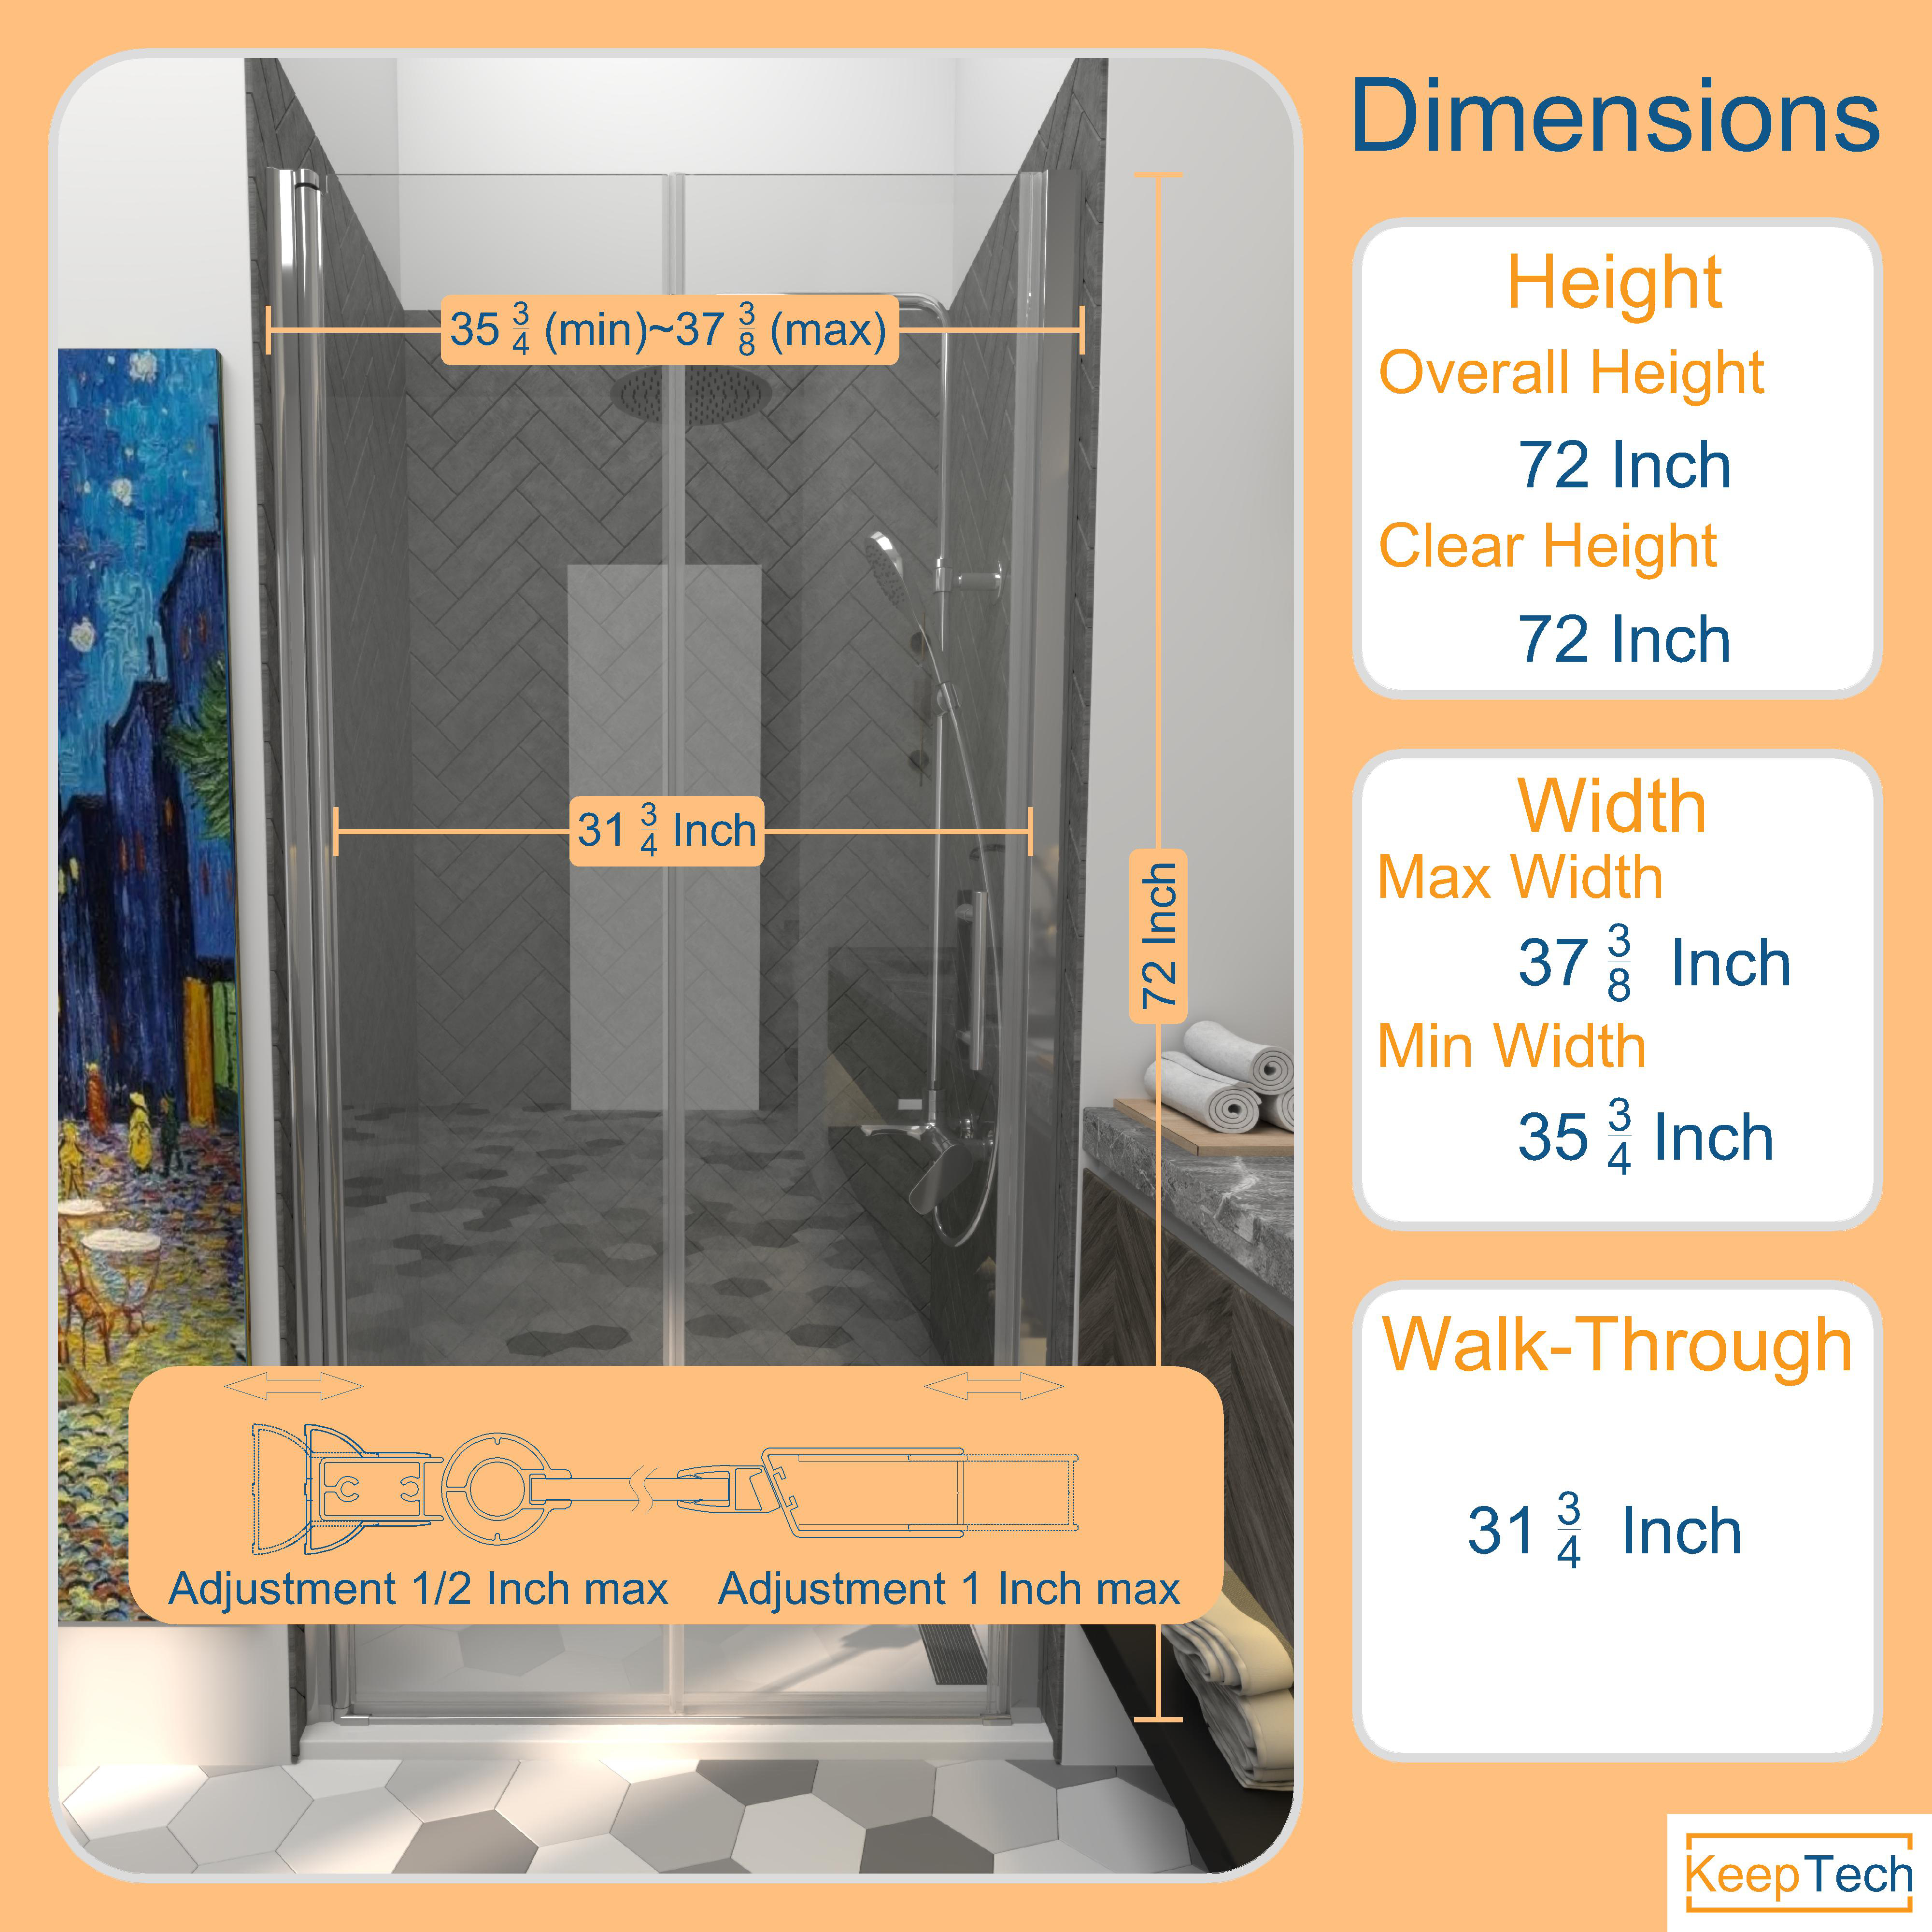 Dimensions
35 3/4 (min)~37 3/8 (max)
31 3/4 Inch
72 Inch
Adjustment 1/2 Inch max
Adjustment 1 Inch max
Height
Overall Height
72 Inch
Clear Height
72 Inch
Width
Max Width
37 3/8 Inch
Min Width
35 3/4 Inch
Walk-Through
31 3/4 Inch
KeepTech